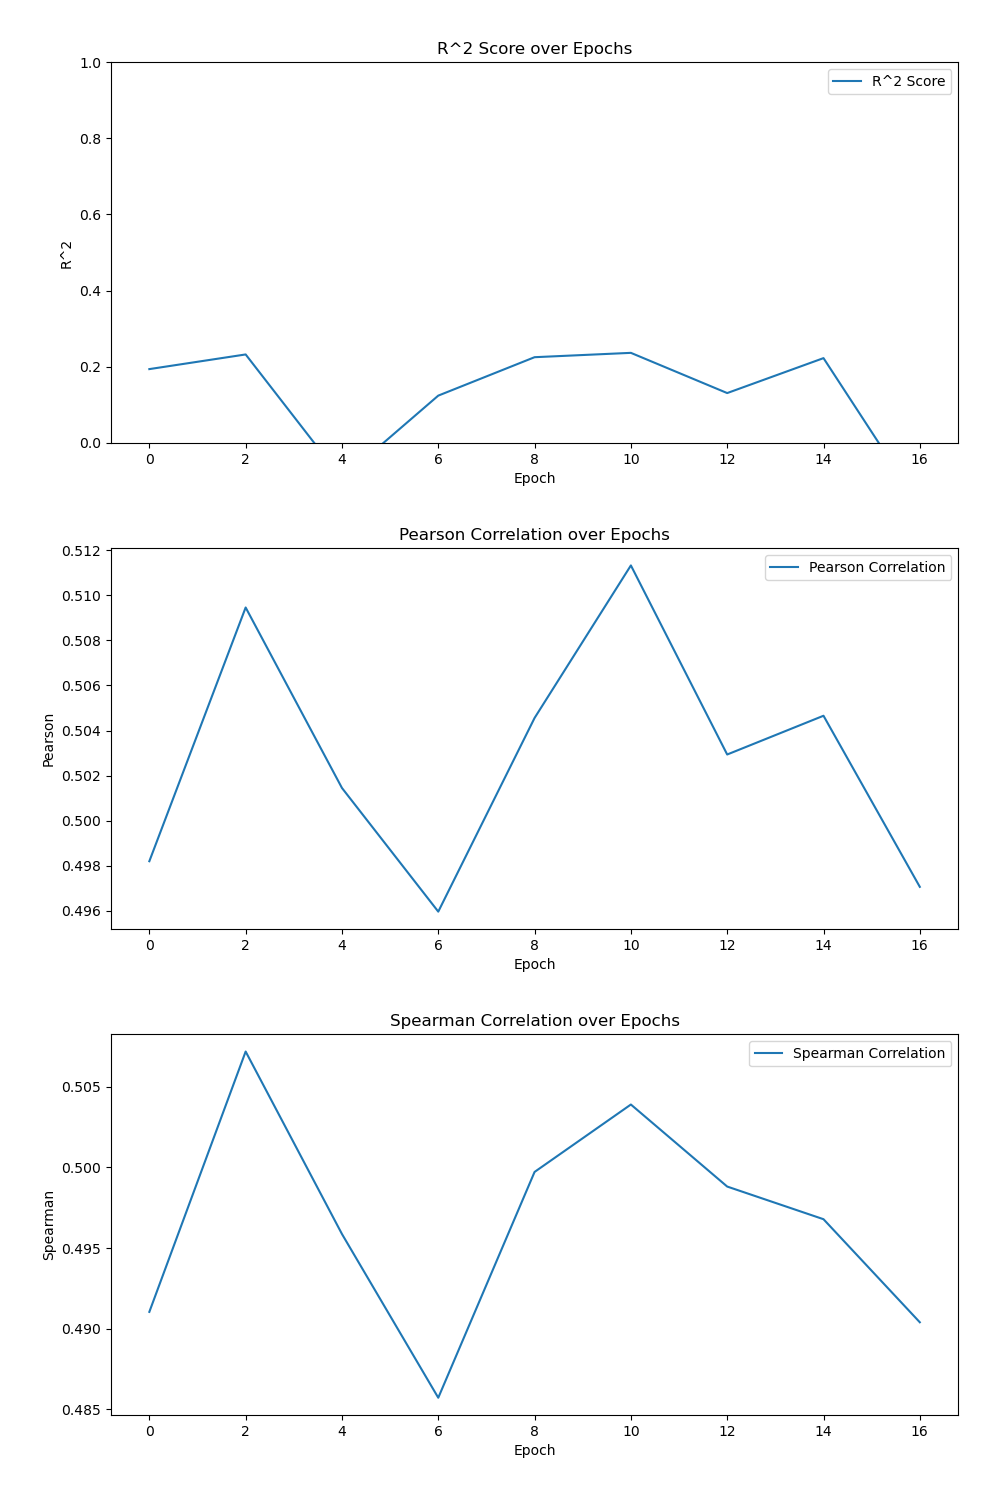 R^2 Score over Epochs
1.0
R^2 Score
0.8
0.6
R^2
0.4
0.2
0.0
0 2 4 6 8 10 12 14 16
Epoch
Pearson Correlation over Epochs
0.512
Pearson Correlation
0.510
0.508
0.506
0.504
Pearson
0.502
0.500
0.498
0.496
0 2 4 6 8 10 12 14 16
Epoch
Spearman Correlation over Epochs
Spearman Correlation
0.505
0.500
Spearman
0.495
0.490
0.485
0 2 4 6 8 10 12 14 16
Epoch